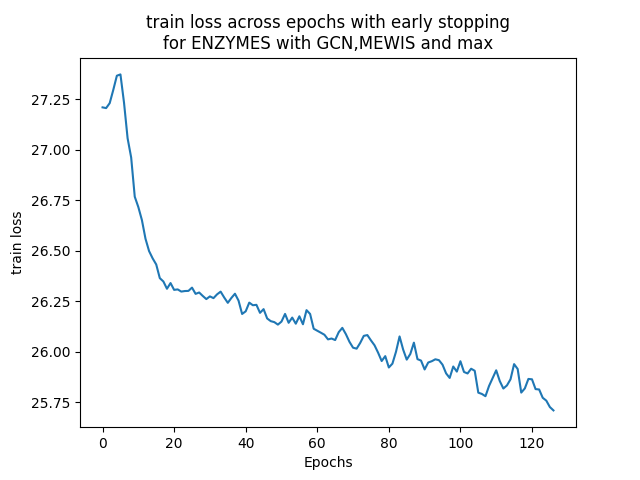 train loss across epochs with early stopping
for ENZYMES with GCN,MEWIS and max
27.25
27.00
26.75
26.50
26.25
26.00
25.75
train loss
0 20 40 60 80 100 120
Epochs